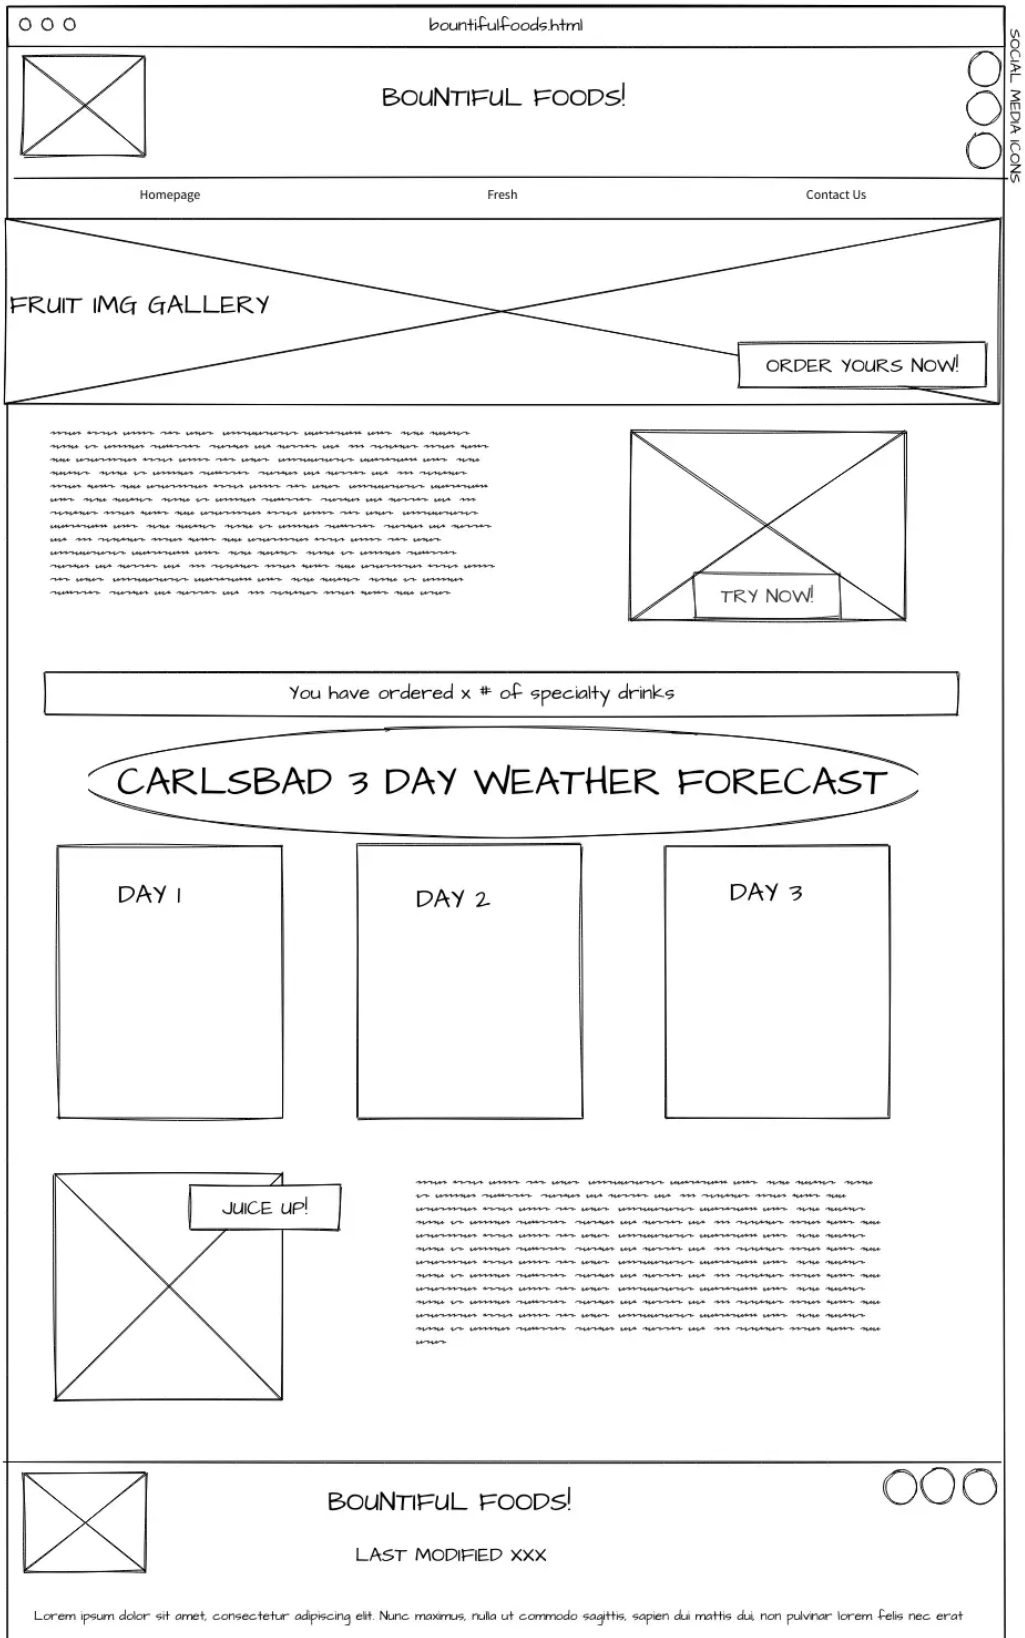 bountifulfoods.html
BOUNTIFUL FOODS!
SOCIAL MEDIA ICONS
Homepage Fresh Contact Us
FRUIT IMG GALLERY
ORDER YOURS NOW!
TRY NOW!
You have ordered x # of specialty drinks
CARLSBAD 3 DAY WEATHER FORECAST
DAY 1 DAY 2 DAY 3
JUICE UP!
BOUNTIFUL FOODS!
LAST MODIFIED XXX
Lorem ipsum dolor sit amet, consectetur adipiscing elit. Nunc maximus, nulla ut commodo sagittis, sapien dui mattis dui, non pulvinar lorem felis nec erat